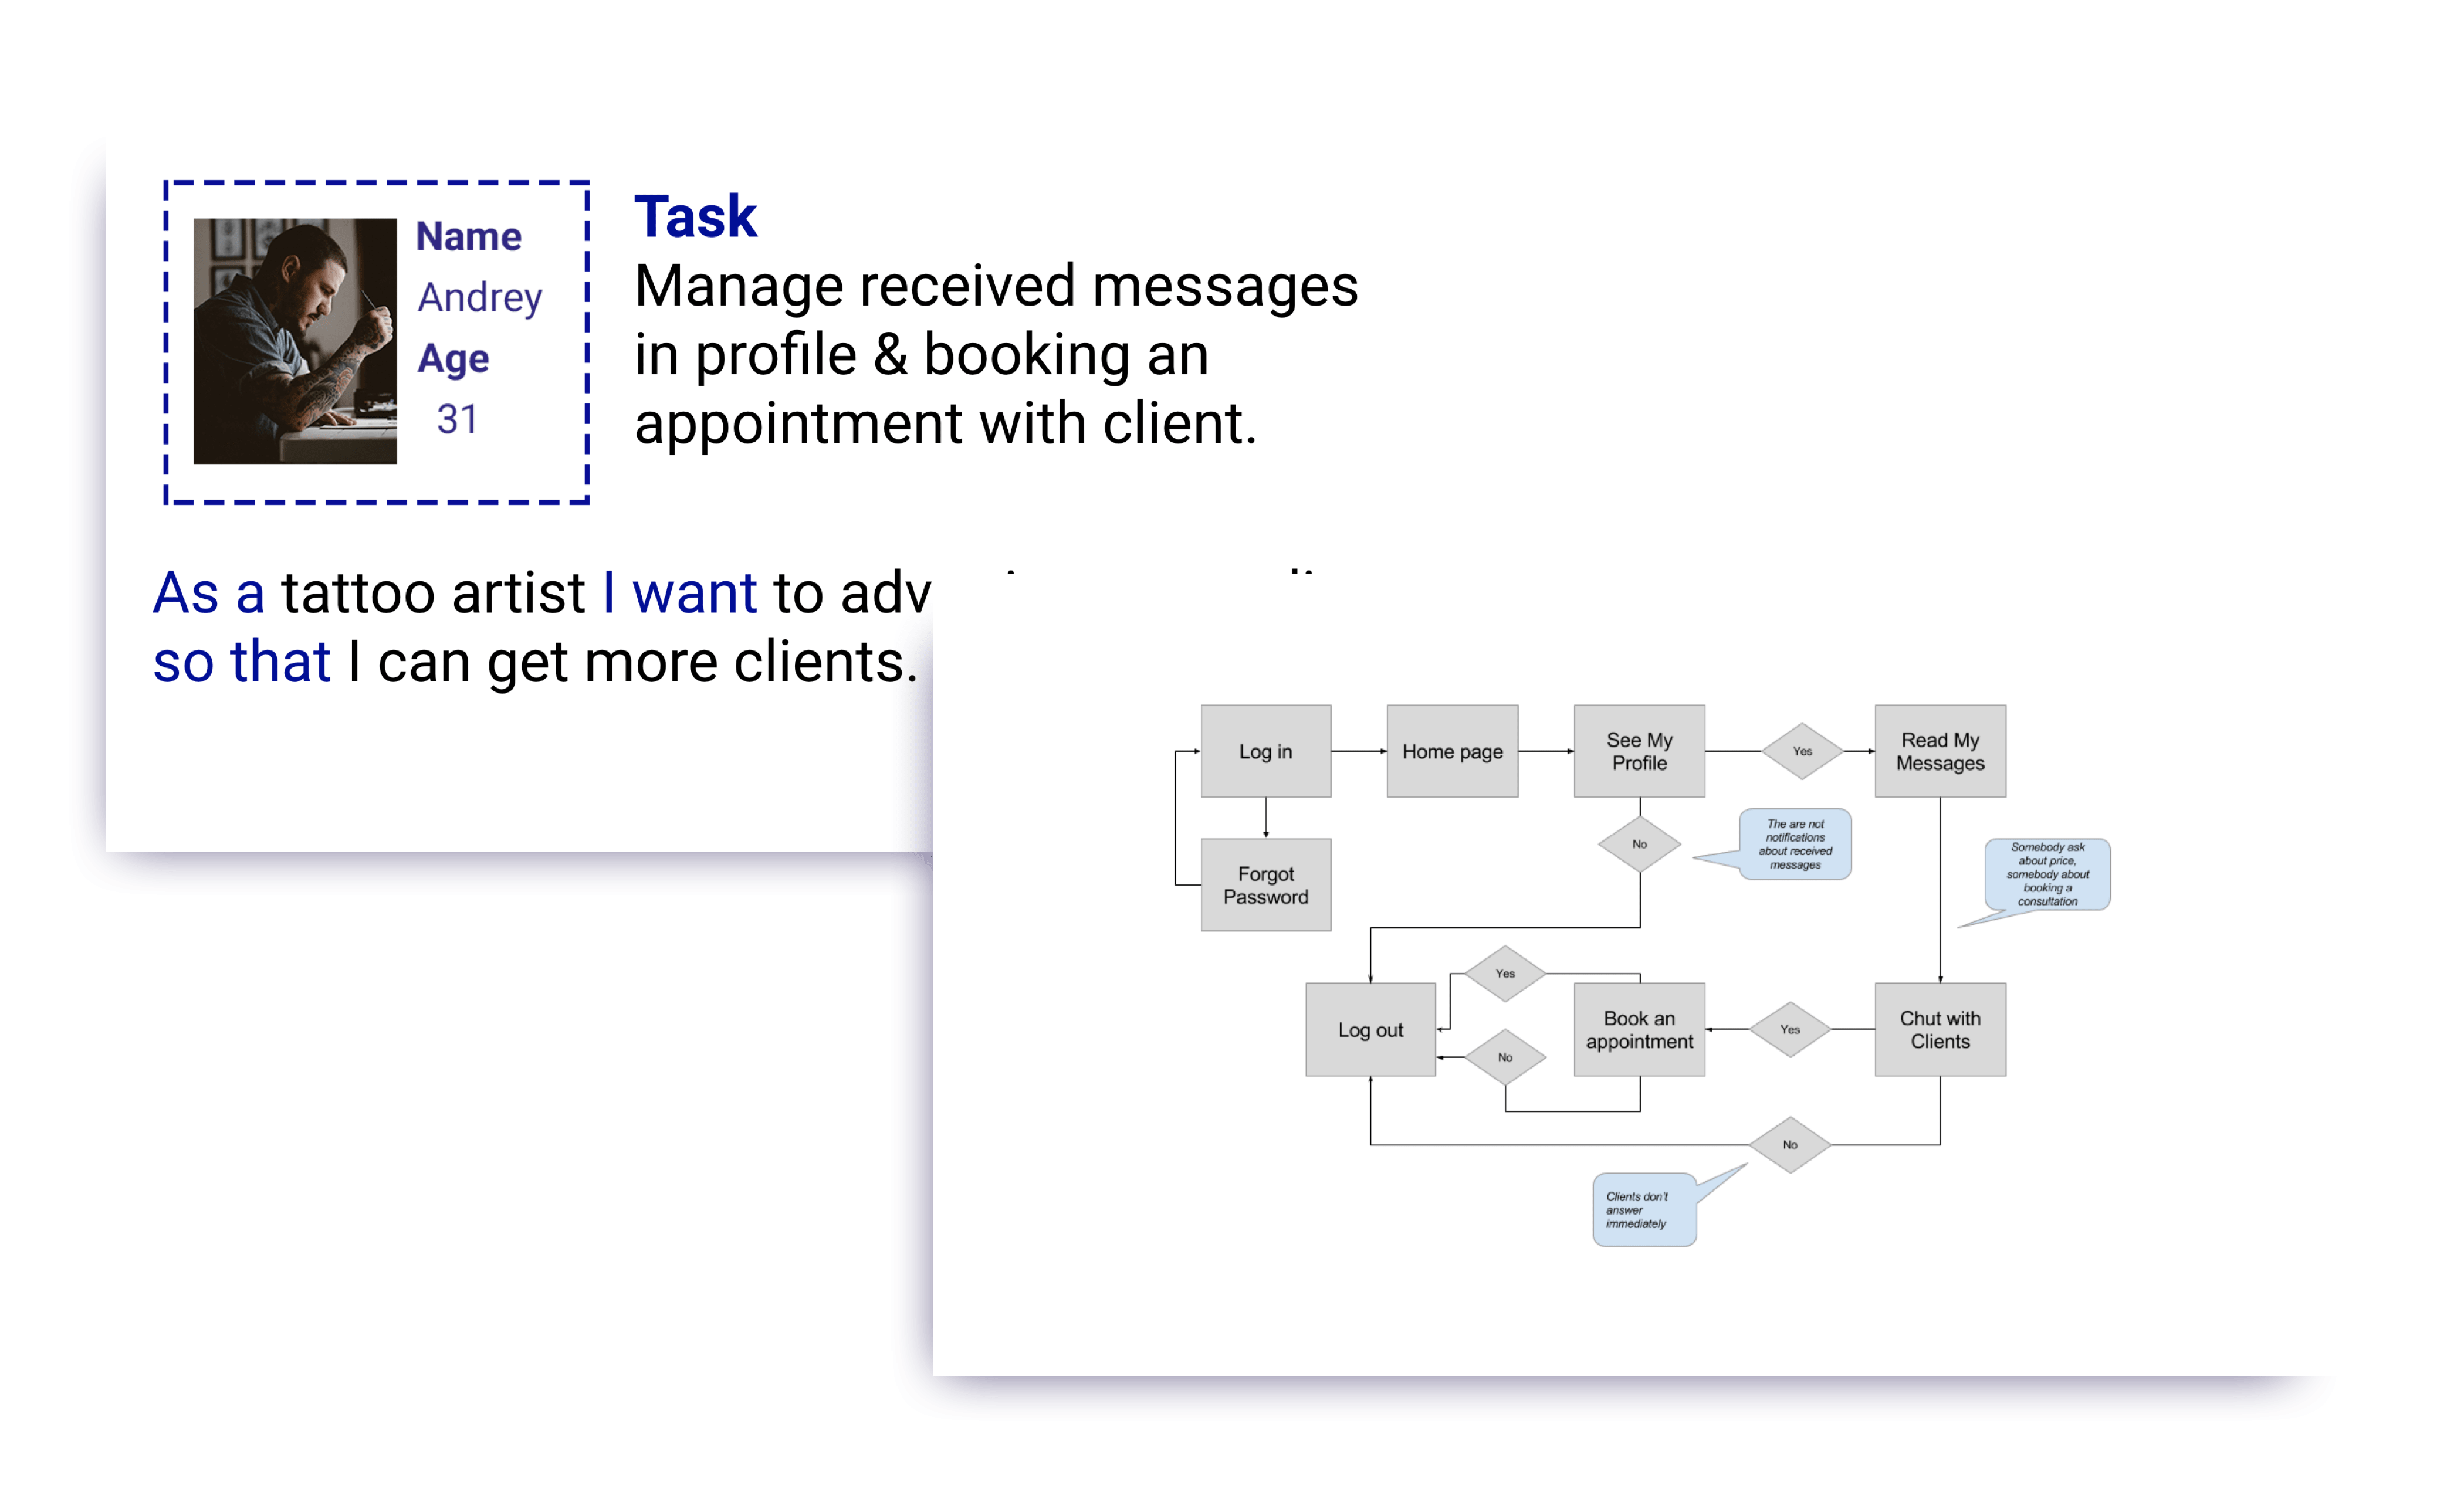 Name
Andrey
Age
31
Task
Manage received messages
in profile & booking an
appointment with client.
As a tattoo artist I want to adv
so that I can get more clients.
Log in
Home page
See My
Profile
Yes
Read My
Messages
No
The are not
notifications
about received
messages
Somebody ask
about price,
somebody about
booking a
consultation
Forgot
Password
Yes
Log out
No
Book an
appointment
Yes
Chut with
Clients
No
Clients don't
answer
immediately